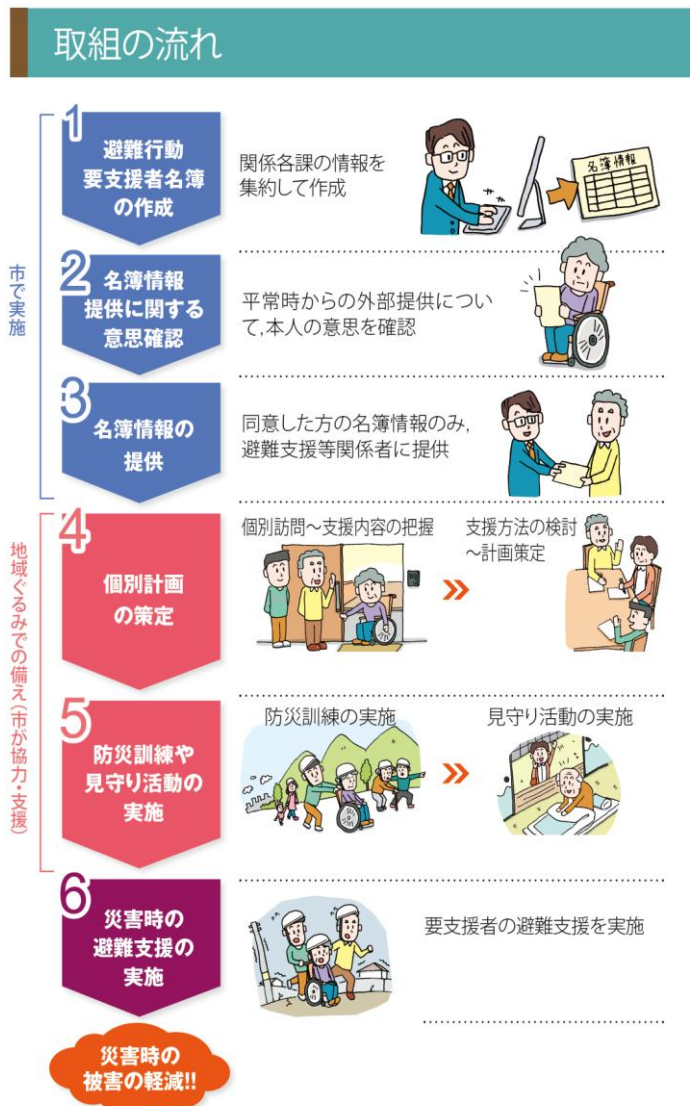 取組の流れ
市で実施
1
避難行動
要支援者名簿
の作成
関係各課の情報を
集約して作成
名簿情報
2
名簿情報
提供に関する
意思確認
平常時からの外部提供につい
て,本人の意思を確認
3
名簿情報の
提供
同意した方の名簿情報のみ,
避難支援等関係者に提供
地域ぐるみでの備え(市が協力・支援)
4
個別計画
の策定
個別訪問～支援内容の把握
»
支援方法の検討
～計画策定
5
防災訓練や
見守り活動の
実施
防災訓練の実施
»
見守り活動の実施
6
災害時の
避難支援の
実施
要支援者の避難支援を実施
災害時の
被害の軽減!!